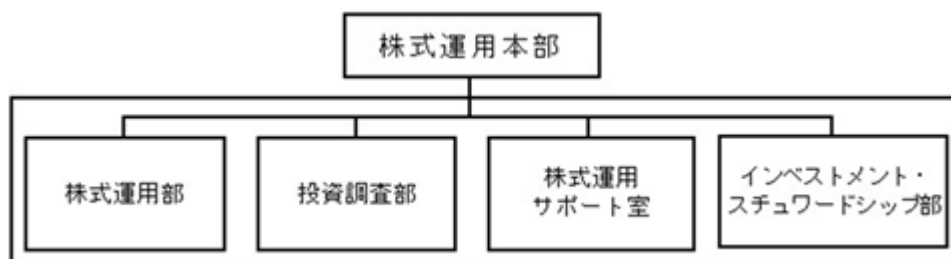 株式運用本部
株式運用部
投資調査部
株式運用
サポート室
インベストメント・
スチュワードシップ部